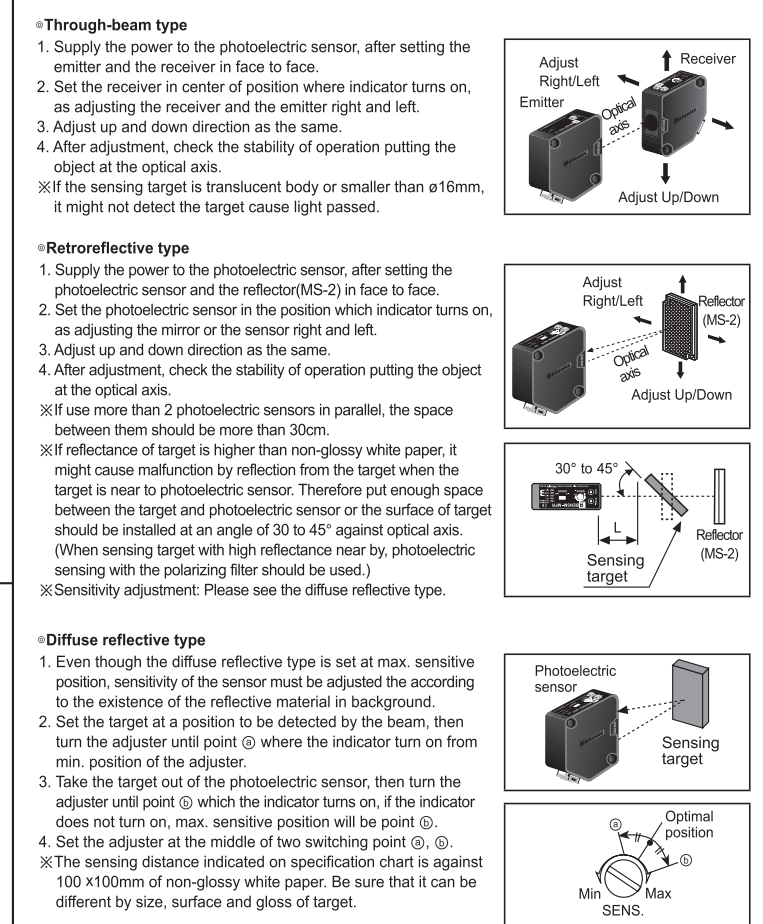 ◎Through-beam type
1. Supply the power to the photoelectric sensor, after setting the
emitter and the receiver in face to face.
2. Set the receiver in center of position where indicator turns on,
as adjusting the receiver and the emitter right and left.
3. Adjust up and down direction as the same.
4. After adjustment, check the stability of operation putting the
object at the optical axis.
※If the sensing target is translucent body or smaller than ø16mm,
it might not detect the target cause light passed.
Adjust
Right/Left
Receiver
Emitter
Optical
axis
Adjust Up/Down
◎Retroreflective type
1. Supply the power to the photoelectric sensor, after setting the
photoelectric sensor and the reflector(MS-2) in face to face.
2. Set the photoelectric sensor in the position which indicator turns on,
as adjusting the mirror or the sensor right and left.
3. Adjust up and down direction as the same.
4. After adjustment, check the stability of operation putting the object
at the optical axis.
※If use more than 2 photoelectric sensors in parallel, the space
between them should be more than 30cm.
※If reflectance of target is higher than non-glossy white paper, it
might cause malfunction by reflection from the target when the
target is near to photoelectric sensor. Therefore put enough space
between the target and photoelectric sensor or the surface of target
should be installed at an angle of 30 to 45° against optical axis.
(When sensing target with high reflectance near by, photoelectric
sensing with the polarizing filter should be used.)
※Sensitivity adjustment: Please see the diffuse reflective type.
Adjust
Right/Left
Reflector
(MS-2)
Optical
axis
Adjust Up/Down
30° to 45°
L
Sensing
target
Reflector
(MS-2)
◎Diffuse reflective type
1. Even though the diffuse reflective type is set at max. sensitive
position, sensitivity of the sensor must be adjusted the according
to the existence of the reflective material in background.
2. Set the target at a position to be detected by the beam, then
turn the adjuster until point ⓐ where the indicator turn on from
min. position of the adjuster.
3. Take the target out of the photoelectric sensor, then turn the
adjuster until point ⓑ which the indicator turns on, if the indicator
does not turn on, max. sensitive position will be point ⓑ.
4. Set the adjuster at the middle of two switching point ⓐ, ⓑ.
※The sensing distance indicated on specification chart is against
100 x100mm of non-glossy white paper. Be sure that it can be
different by size, surface and gloss of target.
Photoelectric
sensor
Sensing
target
ⓐ
Optimal
position
ⓑ
Min
Max
SENS.